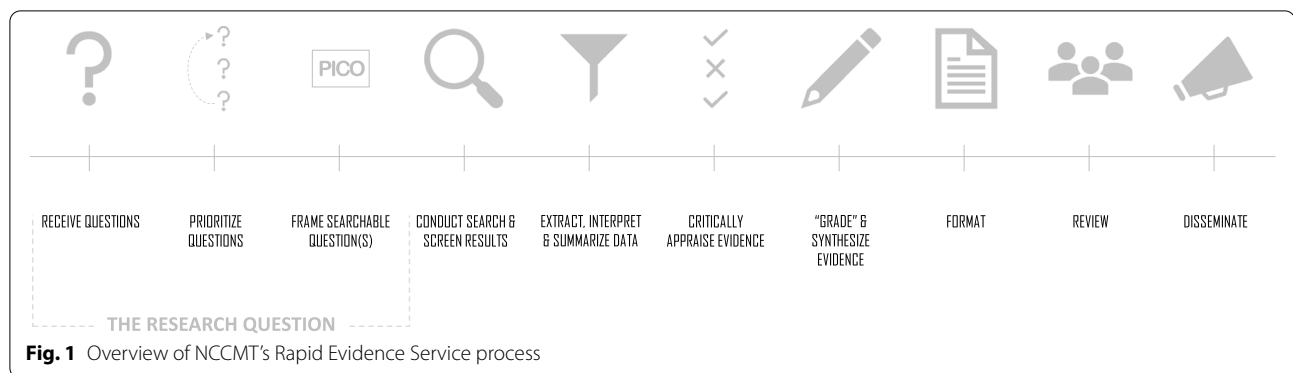 ? ? ? ?
PICO
RECEIVE QUESTIONS
PRIORITIZE
QUESTIONS
FRAME SEARCHABLE
QUESTION(S)
CONDUCT SEARCH &
SCREEN RESULTS
EXTRACT, INTERPRET
& SUMMARIZE DATA
CRITICALLY
APPRAISE EVIDENCE
"GRADE" &
SYNTHESIZE
EVIDENCE
FORMAT
REVIEW
DISSEMINATE
THE RESEARCH QUESTION
Fig. 1 Overview of NCCMT's Rapid Evidence Service process